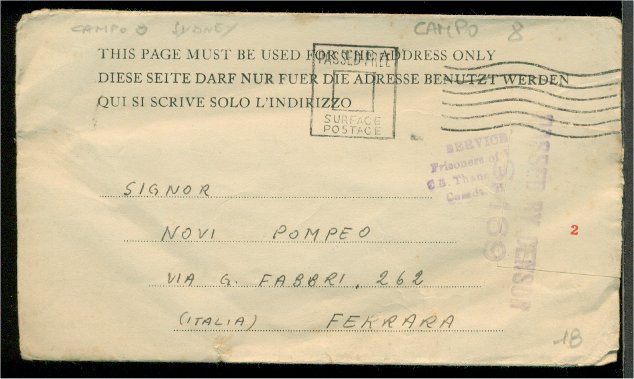 CAMPO 8 SYDNEY
CAMPO 8
THIS PAGE MUST BE USED FOR THE ADDRESS ONLY
DIESE SEITE DARF NUR FUER DIE ADRESSE BENUTZT WERDEN
QUI SI SCRIVE SOLO L'INDIRIZZO
PASSED FREE
SURFACE
POSTAGE
SERVICE
Prisoners of
PASSED BY CENSOR
2
SIGNOR
NOVI POMPEO
VIA G. FABBRI, 262
(ITALIA) FERRARA
18